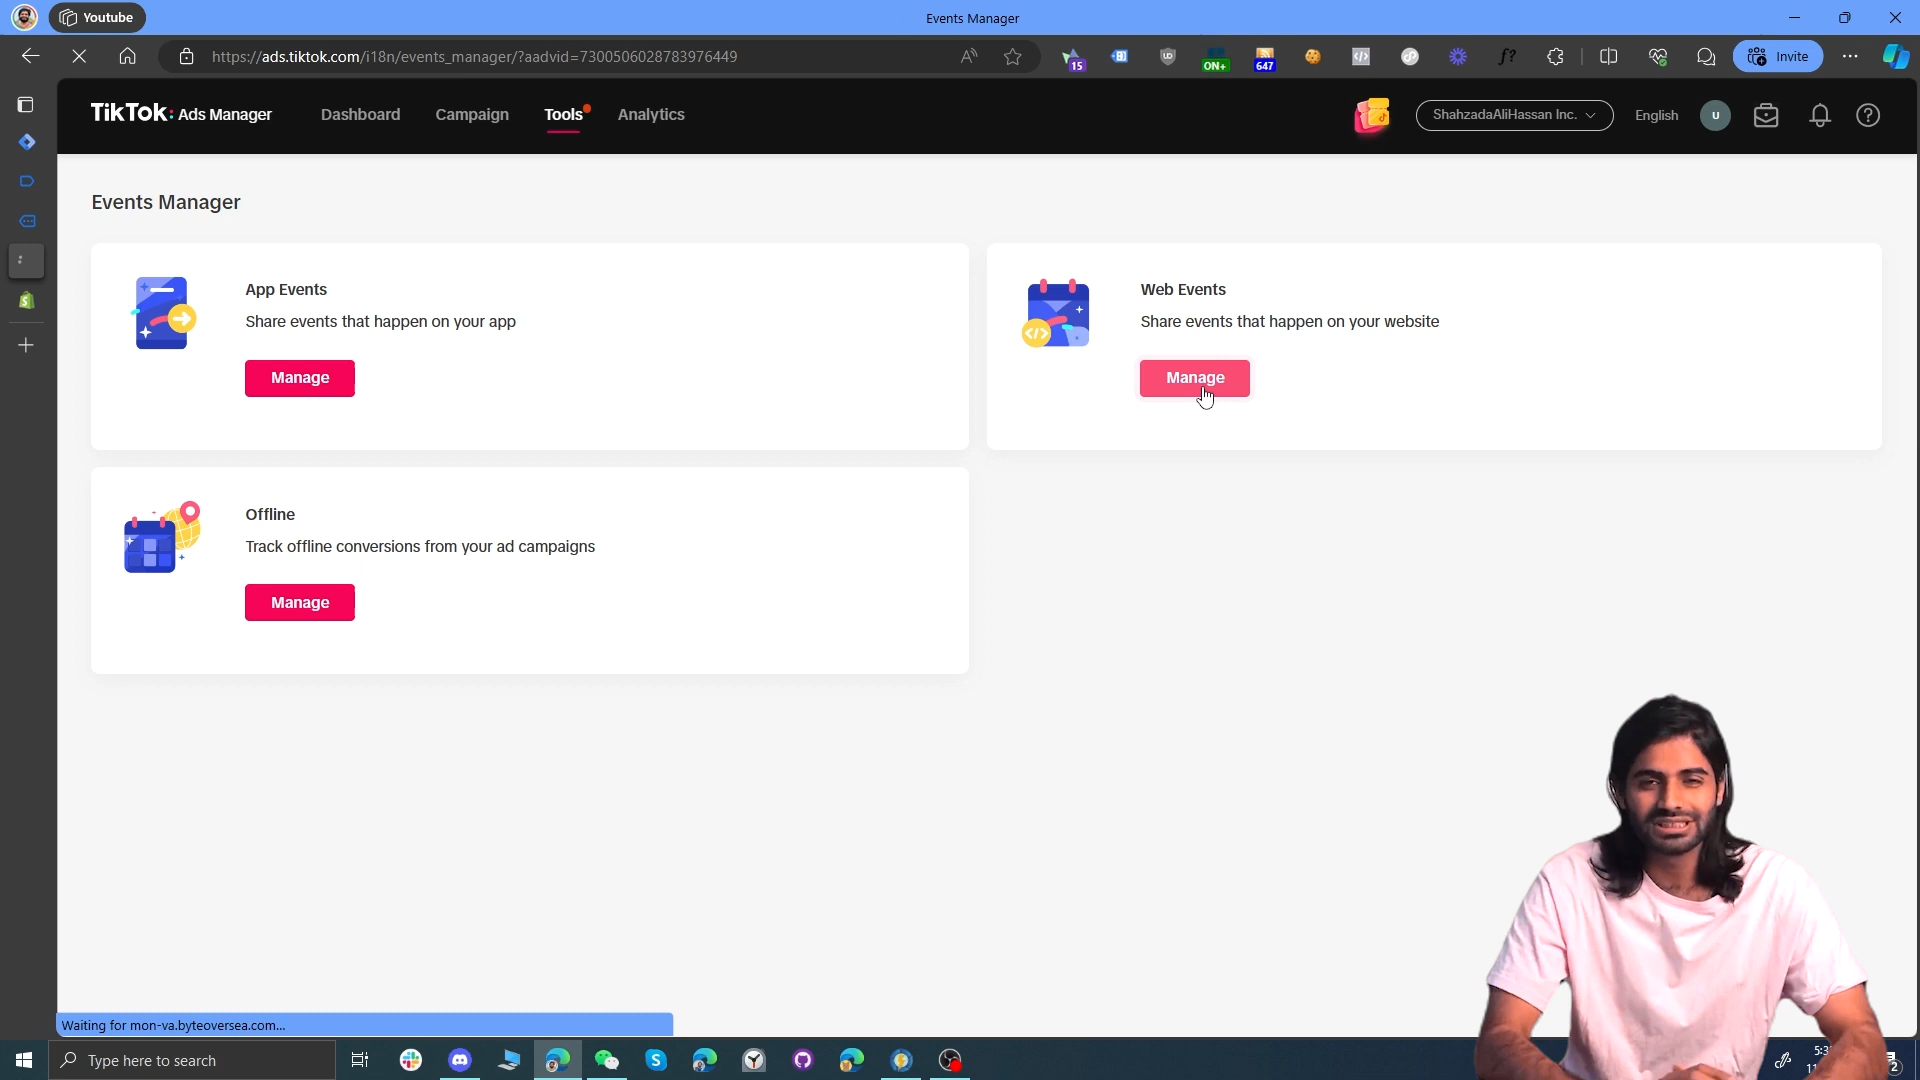 Youtube
Events Manager
https://ads.tiktok.com/i18n/events_manager/?aadvid=7300506028783976449
A
15
UD
ON+
647
f?
Invite
TikTok: Ads Manager
Dashboard
Campaign
Tools
Analytics
ShahzadaAliHassan Inc.
English
U
Events Manager
App Events
Share events that happen on your app
Manage
Web Events
Share events that happen on your website
Manage
Offline
Track offline conversions from your ad campaigns
Manage
Waiting for mon-va.byteoversea.com...
Type here to search
2